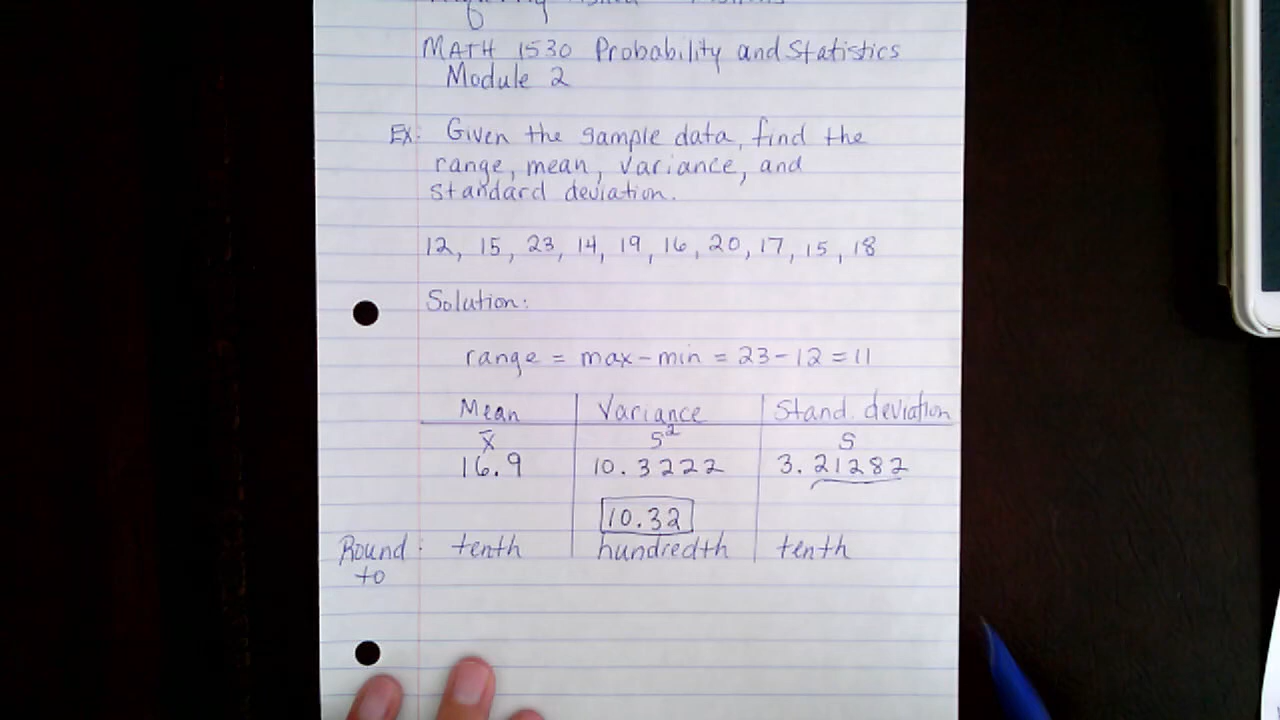 MATH 1530 Probability and Statistics
Module 2
Ex: Given the sample data, find the
range, mean, variance, and
standard deviation.
12, 15, 23, 14, 19, 16, 20, 17, 15, 18
Solution:
range = max - min = 23 - 12 = 11
Mean Variance Stand. deviation
x̄ s² s
16.9 10.3222 3.21282
10.32
Round to: tenth hundredth tenth